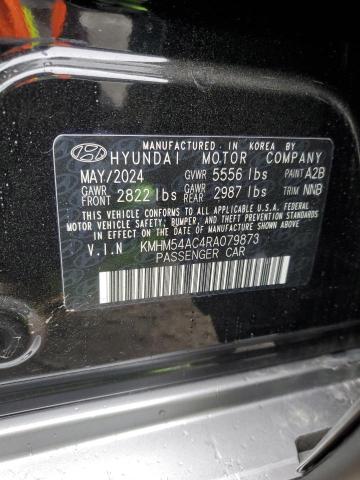 MANUFACTURED IN KOREA BY
HYUNDAI MOTOR COMPANY
MAY/2024 GVWR 5556 lbs PAINT A2B
GAWR FRONT 2822 lbs GAWR REAR 2987 lbs TRIM NNB
THIS VEHICLE CONFORMS TO ALL APPLICABLE U.S.A. FEDERAL
MOTOR VEHICLE SAFETY, BUMPER, AND THEFT PREVENTION
STANDARDS IN EFFECT ON THE DATE OF MANUFACTURE SHOWN ABOVE.
V.I.N KMHM54AC4RA079873
PASSENGER CAR